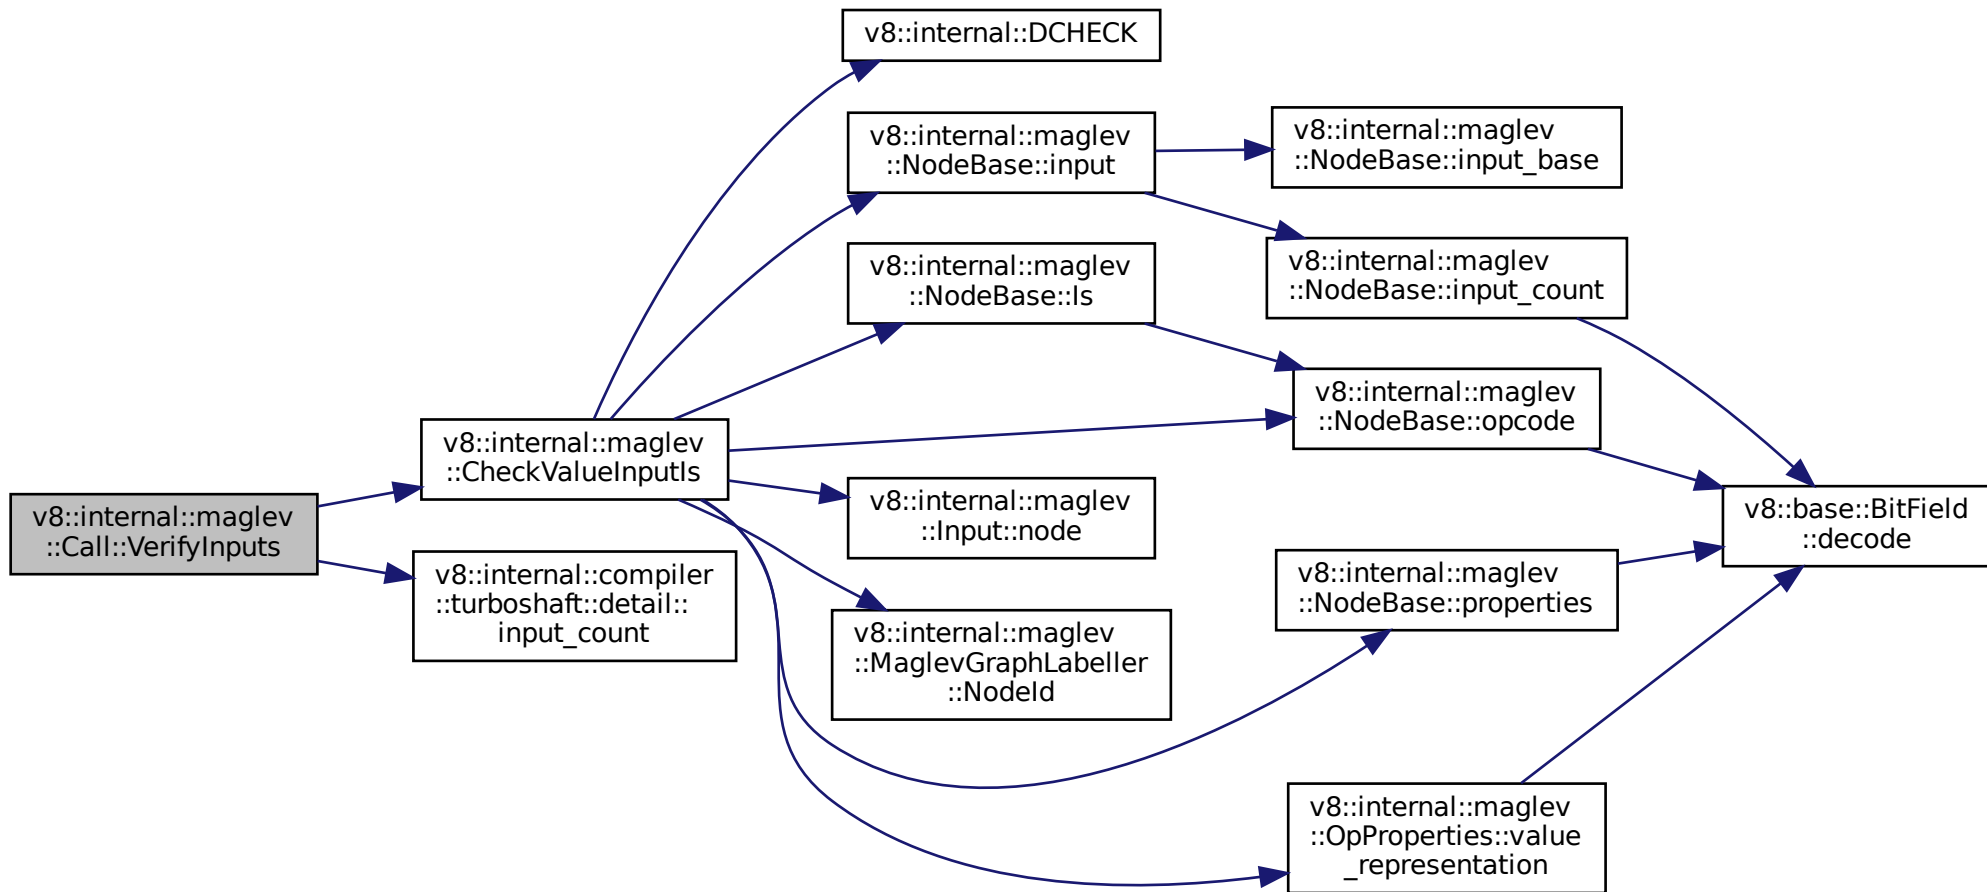 v8::internal::DCHECK
v8::internal::maglev
::NodeBase::input
v8::internal::maglev
::NodeBase::input_base
v8::internal::maglev
::NodeBase::input_count
v8::internal::maglev
::NodeBase::Is
v8::internal::maglev
::NodeBase::opcode
v8::internal::maglev
::CheckValueInputIs
v8::internal::maglev
::Call::VerifyInputs
v8::internal::maglev
::Input::node
v8::base::BitField
::decode
v8::internal::compiler
::turboshaft::detail::
input_count
v8::internal::maglev
::NodeBase::properties
v8::internal::maglev
::MaglevGraphLabeller
::NodeId
v8::internal::maglev
::OpProperties::value
_representation